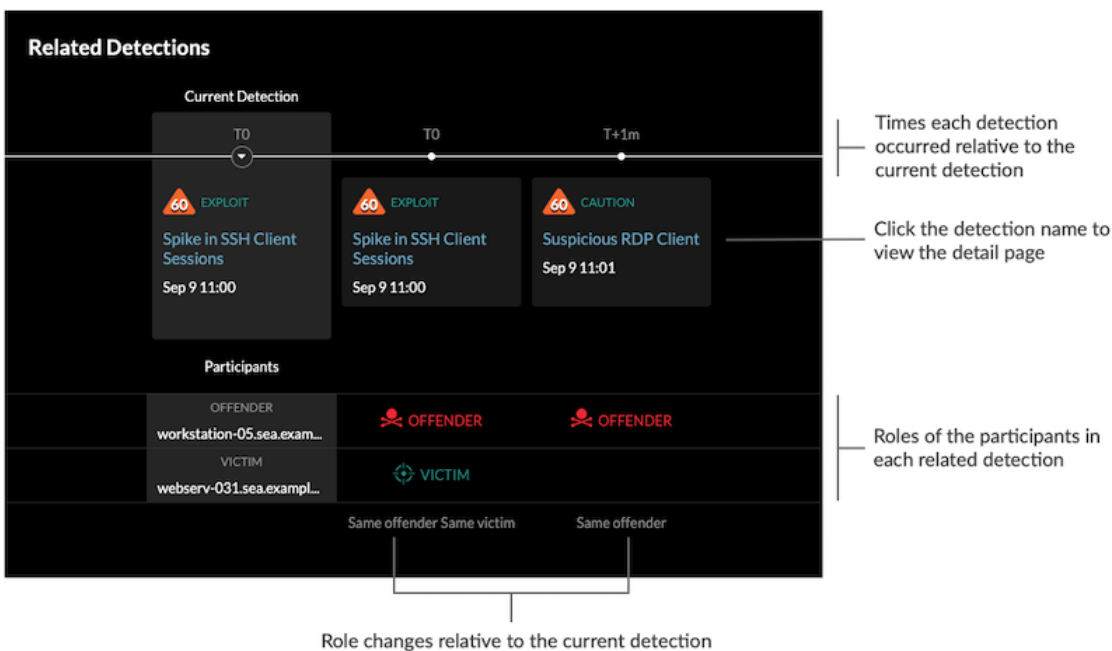 Related Detections
Current Detection
T0
T0
T+1m
Times each detection
occurred relative to the
current detection
60 EXPLOIT
60 EXPLOIT
60 CAUTION
Spike in SSH Client
Sessions
Spike in SSH Client
Sessions
Suspicious RDP Client
Click the detection name to
view the detail page
Sep 9 11:00
Sep 9 11:00
Sep 9 11:01
Participants
OFFENDER
workstation-05.sea.exam...
OFFENDER
OFFENDER
Roles of the participants in
each related detection
VICTIM
webserv-031.sea.exampl...
VICTIM
Same offender Same victim
Same offender
Role changes relative to the current detection